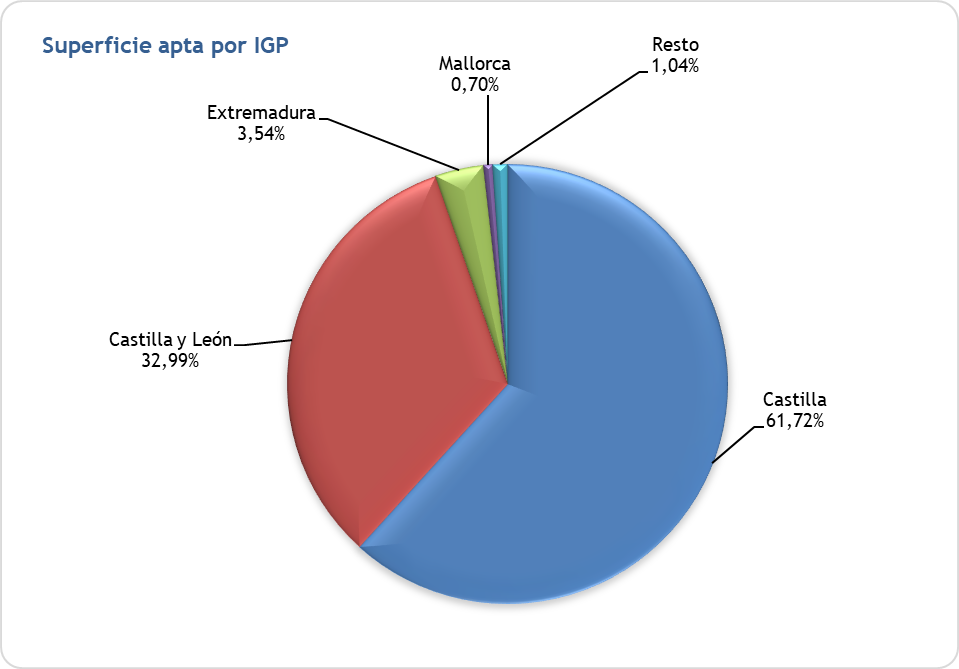 Superficie apta por IGP
Resto
1,04%
Mallorca
0,70%
Extremadura
3,54%
Castilla y León
32,99%
Castilla
61,72%